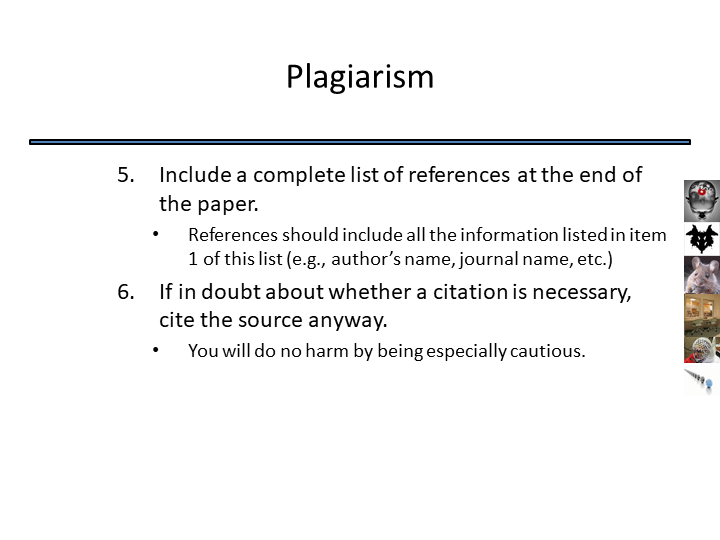 Plagiarism
5. Include a complete list of references at the end of
the paper.
• References should include all the information listed in item
1 of this list (e.g., author’s name, journal name, etc.)
6. If in doubt about whether a citation is necessary,
cite the source anyway.
• You will do no harm by being especially cautious.